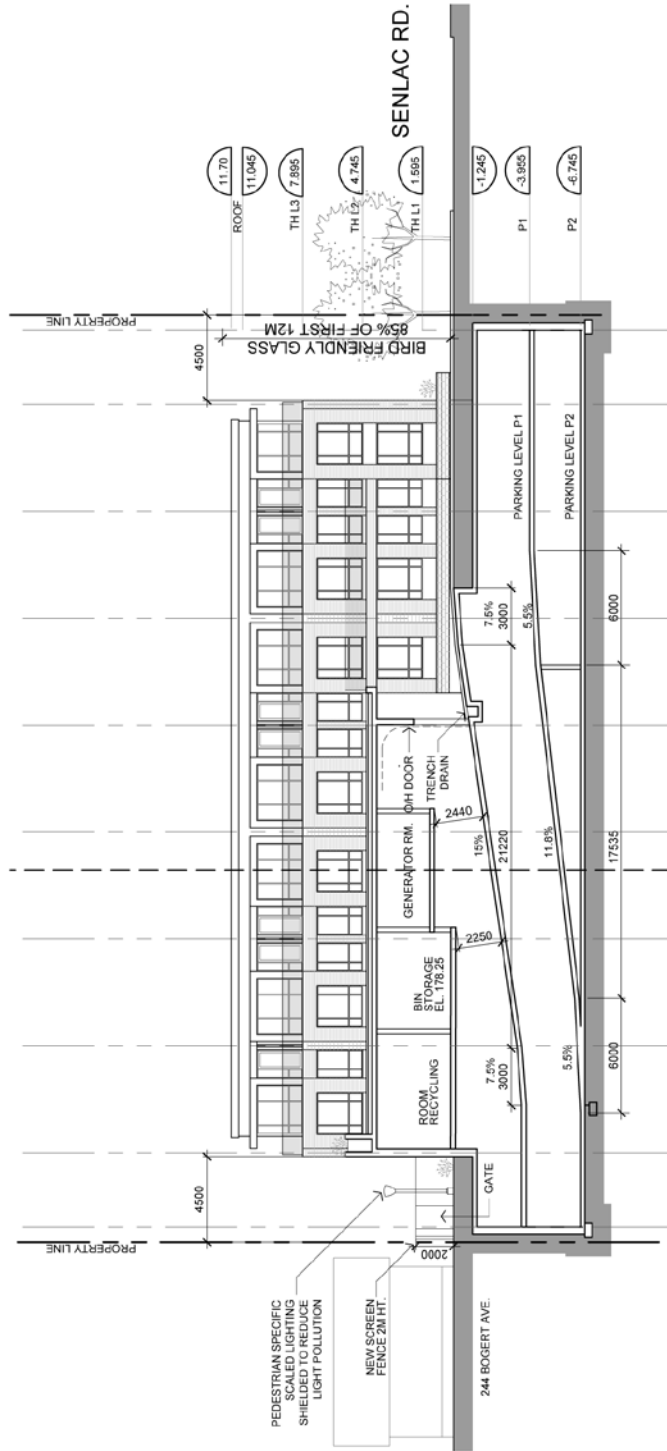 SENLAC RD.
11.70
11.045
7.895
4.745
1.595
-1.245
-3.955
-6.745
ROOF
TH L3
TH L2
TH L1
P1
P2
PROPERTY LINE
4500
BIRD FRIENDLY GLASS
85% OF FIRST 12M
PARKING LEVEL P1
PARKING LEVEL P2
7.5%
3000
5.5%
6000
O/H DOOR
TRENCH
DRAIN
GENERATOR RM.
2440
15%
21220
11.8%
17535
2250
BIN
STORAGE
EL. 178.25
ROOM
RECYCLING
7.5%
3000
5.5%
6000
4500
PROPERTY LINE
GATE
2000
PEDESTRIAN SPECIFIC
SCALED LIGHTING
SHIELDED TO REDUCE
LIGHT POLLUTION
NEW SCREEN
FENCE 2M HT.
244 BOGERT AVE.